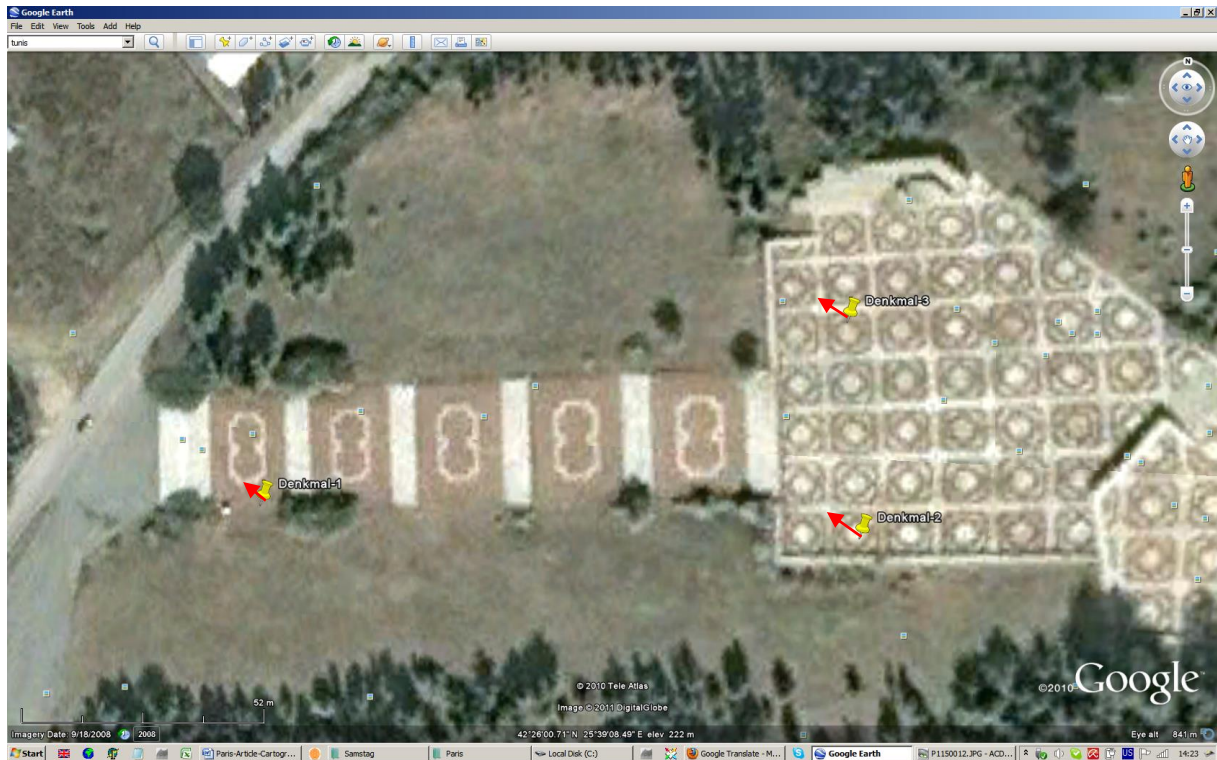 Google Earth
File Edit View Tools Add Help
tunis
N
Denkmal-3
Denkmal-1
Denkmal-2
52 m
© 2010 Tele Atlas
Image © 2011 DigitalGlobe
©2010 Google
Imagery Date: 9/18/2008 2008 42°26'00.71" N 25°39'08.49" E elev 222 m Eye alt 841 m
Start Paris-Article-Cartogr... Samstag Paris Local Disk (C:) Google Translate - M... Google Earth P1150012.JPG - ACD... US 14:23